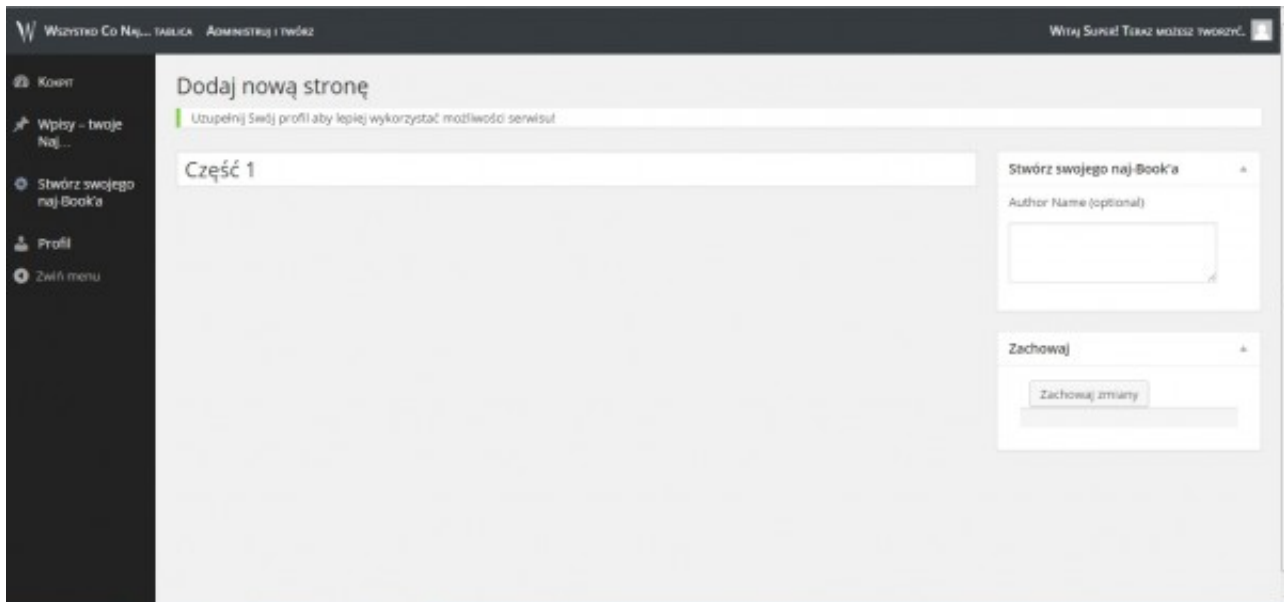 Wszystko Co Naj... tablica Administruj i twórz
Witaj Super! Teraz możesz tworzyć.
Kokpit
Wpisy – twoje
Naj...
Stwórz swojego
naj-Book'a
Profil
Zwiń menu
Dodaj nową stronę
Uzupełnij Swój profil aby lepiej wykorzystać możliwości serwisu!
Część 1
Stwórz swojego naj-Book'a
Author Name (optional)
Zachowaj
Zachowaj zmiany